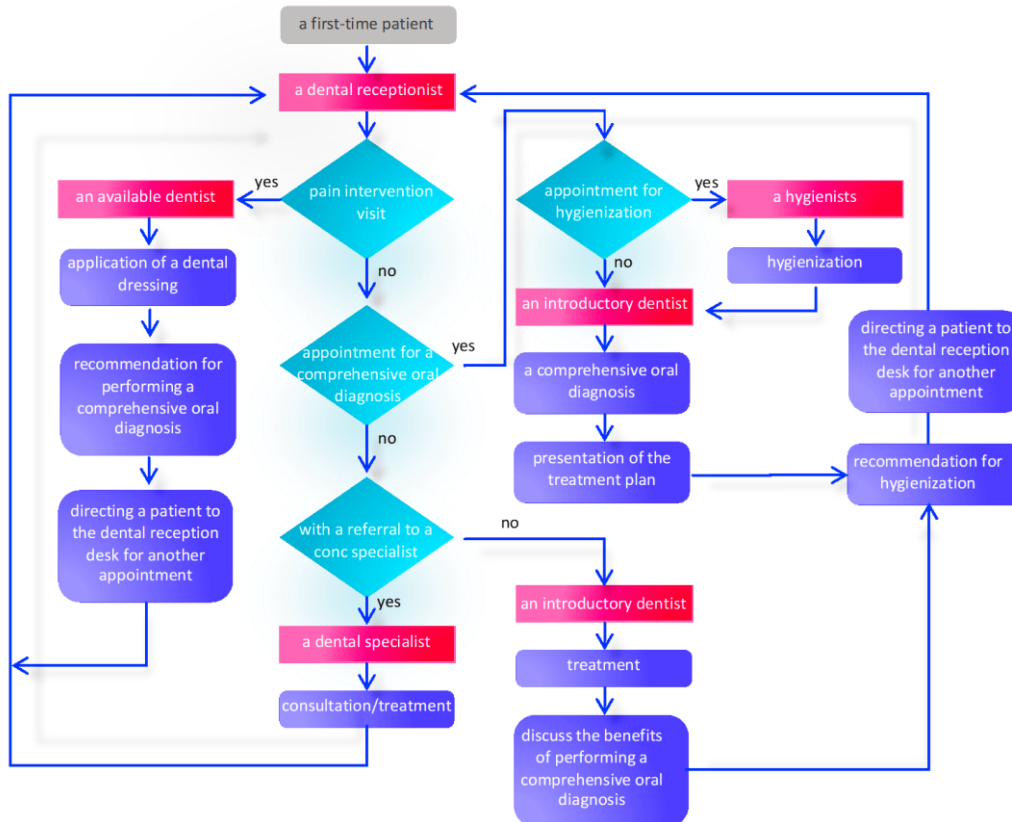 a first-time patient
a dental receptionist
pain intervention
visit
yes
an available dentist
application of a dental
dressing
recommendation for
performing a
comprehensive oral
diagnosis
directing a patient to
the dental reception
desk for another
appointment
no
appointment for a
comprehensive oral
diagnosis
yes
appointment for
hygienization
yes
a hygienists
hygienization
no
an introductory dentist
a comprehensive oral
diagnosis
presentation of the
treatment plan
recommendation for
hygienization
directing a patient to
the dental reception
desk for another
appointment
no
with a referral to a
conc specialist
yes
a dental specialist
consultation/treatment
no
an introductory dentist
treatment
discuss the benefits
of performing a
comprehensive oral
diagnosis